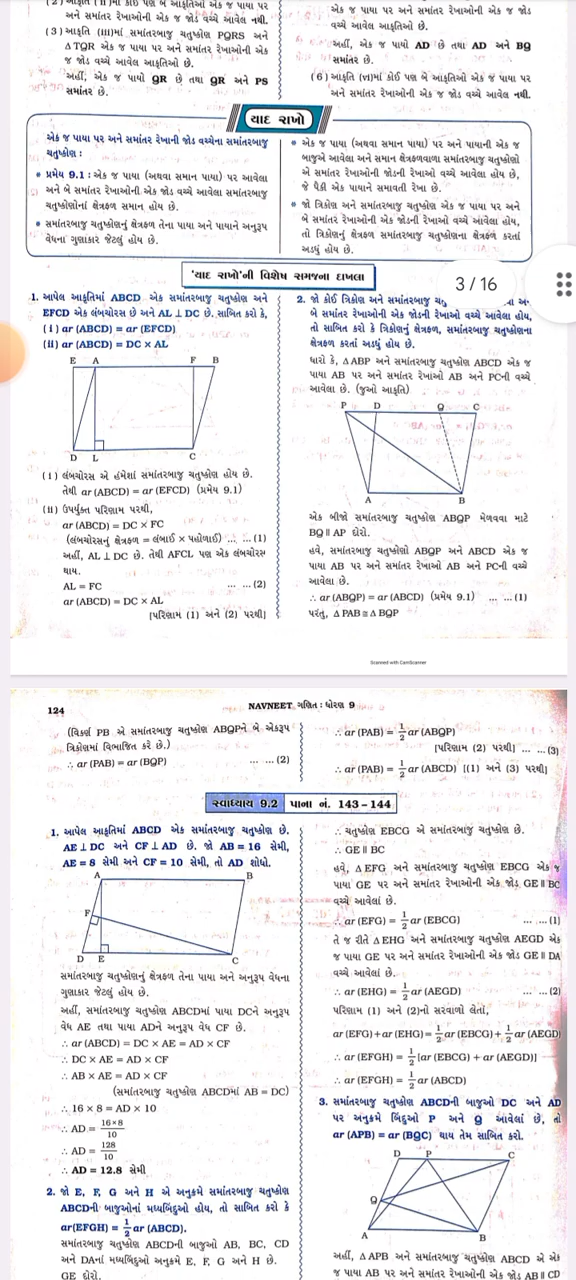 (2) આકૃતિ (ii)માં કોઈ પણ બે આકૃતિઓ એક જ પાયા પર
અને સમાંતર રેખાઓની એક જ જોડ વચ્ચે આવેલ નથી.
(3) આકૃતિ (iii)માં સમાંતરબાજુ ચતુષ્કોણ PQRS અને
Δ TQR એક જ પાયા પર અને સમાંતર રેખાઓની એક
જ જોડ વચ્ચે આવેલ આકૃતિઓ છે.
અહીં, એક જ પાયો QR છે તથા QR અને PS
સમાંતર છે.
એક જ પાયા પર અને સમાંતર રેખાઓની એક જ જોડ
વચ્ચે આવેલ આકૃતિઓ છે.
અહીં, એક જ પાયો AD છે તથા AD અને BQ
સમાંતર છે.
(6) આકૃતિ (vi)માં કોઈ પણ બે આકૃતિઓ એક જ પાયા પર
અને સમાંતર રેખાઓની એક જ જોડ વચ્ચે આવેલ નથી.
યાદ રાખો
એક જ પાયા પર અને સમાંતર રેખાની જોડ વચ્ચેના સમાંતરબાજુ
ચતુષ્કોણ :
* પ્રમેય 9.1 : એક જ પાયા (અથવા સમાન પાયા) પર આવેલા
અને બે સમાંતર રેખાઓની એક જોડ વચ્ચે આવેલા સમાંતરબાજુ
ચતુષ્કોણોનાં ક્ષેત્રફળ સમાન હોય છે.
* સમાંતરબાજુ ચતુષ્કોણનું ક્ષેત્રફળ તેના પાયા અને પાયાને અનુરૂપ
વેધના ગુણાકાર જેટલું હોય છે.
* એક જ પાયા (અથવા સમાન પાયા) પર અને પાયાની એક જ
બાજુએ આવેલા અને સમાન ક્ષેત્રફળવાળા સમાંતરબાજુ ચતુષ્કોણો
એ સમાંતર રેખાઓની જોડની રેખાઓ વચ્ચે આવેલા હોય છે,
જે પૈકી એક પાયાને સમાવતી રેખા છે.
* જો ત્રિકોણ અને સમાંતરબાજુ ચતુષ્કોણ એક જ પાયા પર અને
બે સમાંતર રેખાઓની એક જોડની રેખાઓ વચ્ચે આવેલા હોય,
તો ત્રિકોણનું ક્ષેત્રફળ સમાંતરબાજુ ચતુષ્કોણના ક્ષેત્રફળ કરતાં
અડધું હોય છે.
'યાદ રાખો'ની વિશેષ સમજના દાખલા
3 / 16
1. આપેલ આકૃતિમાં ABCD એક સમાંતરબાજુ ચતુષ્કોણ અને
EFCD એક લંબચોરસ છે અને AL ⊥ DC છે. સાબિત કરો કે,
(i) ar (ABCD) = ar (EFCD)
(ii) ar (ABCD) = DC × AL
E A F B
D L C
(i) લંબચોરસ એ હંમેશાં સમાંતરબાજુ ચતુષ્કોણ હોય છે.
તેથી ar (ABCD) = ar (EFCD) (પ્રમેય 9.1)
(ii) ઉપર્યુક્ત પરિણામ પરથી,
ar (ABCD) = DC × FC
(લંબચોરસનું ક્ષેત્રફળ = લંબાઈ × પહોળાઈ) ... ... (1)
અહીં, AL ⊥ DC છે. તેથી AFCL પણ એક લંબચોરસ
થાય.
AL = FC ... ... (2)
ar (ABCD) = DC × AL
[પરિણામ (1) અને (2) પરથી]
2. જો કોઈ ત્રિકોણ અને સમાંતરબાજુ
બે સમાંતર રેખાઓની એક જોડની રેખાઓ વચ્ચે આવેલા હોય,
તો સાબિત કરો કે ત્રિકોણનું ક્ષેત્રફળ, સમાંતરબાજુ ચતુષ્કોણના
ક્ષેત્રફળ કરતાં અડધું હોય છે.
ધારો કે, Δ ABP અને સમાંતરબાજુ ચતુષ્કોણ ABCD એક જ
પાયા AB પર અને સમાંતર રેખાઓ AB અને PCની વચ્ચે
આવેલા છે. (જુઓ આકૃતિ)
P D Q C
A B
એક બીજો સમાંતરબાજુ ચતુષ્કોણ ABQP મેળવવા માટે
BQ || AP દોરો.
હવે, સમાંતરબાજુ ચતુષ્કોણો ABQP અને ABCD એક જ
પાયા AB પર અને સમાંતર રેખાઓ AB અને PCની વચ્ચે
આવેલા છે.
∴ ar (ABQP) = ar (ABCD) (પ્રમેય 9.1) ... ... (1)
પરંતુ, Δ PAB ≅ Δ BQP
Scanned with CamScanner
124
NAVNEET ગણિત : ધોરણ 9
(વિકર્ણ PB એ સમાંતરબાજુ ચતુષ્કોણ ABQPને બે એકરૂપ
ત્રિકોણમાં વિભાજિત કરે છે.)
∴ ar (PAB) = ar (BQP) ... ... (2)
∴ ar (PAB) = 1/2 ar (ABQP)
[પરિણામ (2) પરથી] ... ... (3)
∴ ar (PAB) = 1/2 ar (ABCD) [(1) અને (3) પરથી]
સ્વાધ્યાય 9.2 પાના નં. 143 – 144
1. આપેલ આકૃતિમાં ABCD એક સમાંતરબાજુ ચતુષ્કોણ છે.
AE ⊥ DC અને CF ⊥ AD છે. જો AB = 16 સેમી,
AE = 8 સેમી અને CF = 10 સેમી, તો AD શોધો.
A B
F
D E C
સમાંતરબાજુ ચતુષ્કોણનું ક્ષેત્રફળ તેના પાયા અને અનુરૂપ વેધના
ગુણાકાર જેટલું હોય છે.
અહીં, સમાંતરબાજુ ચતુષ્કોણ ABCDમાં પાયા DCને અનુરૂપ
વેધ AE તથા પાયા ADને અનુરૂપ વેધ CF છે.
∴ ar (ABCD) = DC × AE = AD × CF
∴ DC × AE = AD × CF
∴ AB × AE = AD × CF
(સમાંતરબાજુ ચતુષ્કોણ ABCDમાં AB = DC)
∴ 16 × 8 = AD × 10
∴ AD = 16×8/10
∴ AD = 128/10
∴ AD = 12.8 સેમી
2. જો E, F, G અને H એ અનુક્રમે સમાંતરબાજુ ચતુષ્કોણ
ABCDની બાજુઓનાં મધ્યબિંદુઓ હોય, તો સાબિત કરો કે
ar(EFGH) = 1/2 ar (ABCD).
સમાંતરબાજુ ચતુષ્કોણ ABCDની બાજુઓ AB, BC, CD
અને DAનાં મધ્યબિંદુઓ અનુક્રમે E, F, G અને H છે.
GE દોરો.
∴ ચતુષ્કોણ EBCG એ સમાંતરબાજુ ચતુષ્કોણ છે.
∴ GE || BC
હવે, Δ EFG અને સમાંતરબાજુ ચતુષ્કોણ EBCG એક જ
પાયા GE પર અને સમાંતર રેખાઓની એક જોડ GE || BC
વચ્ચે આવેલાં છે.
∴ ar (EFG) = 1/2 ar (EBCG) ... ... (1)
તે જ રીતે Δ EHG અને સમાંતરબાજુ ચતુષ્કોણ AEGD એક
જ પાયા GE પર અને સમાંતર રેખાઓની એક જોડ GE || DA
વચ્ચે આવેલાં છે.
∴ ar (EHG) = 1/2 ar (AEGD) ... ... (2)
પરિણામ (1) અને (2)નો સરવાળો લેતાં,
ar (EFG) + ar (EHG) = 1/2 ar (EBCG) + 1/2 ar (AEGD)
∴ ar (EFGH) = 1/2 [ar (EBCG) + ar (AEGD)]
∴ ar (EFGH) = 1/2 ar (ABCD)
3. સમાંતરબાજુ ચતુષ્કોણ ABCDની બાજુઓ DC અને AD
પર અનુક્રમે બિંદુઓ P અને Q આવેલાં છે, તો
ar (APB) = ar (BQC) થાય તેમ સાબિત કરો.
D P C
Q
A B
અહીં, Δ APB અને સમાંતરબાજુ ચતુષ્કોણ ABCD એ એક
જ પાયા AB પર અને સમાંતર રેખાઓની એક જોડ AB || CD